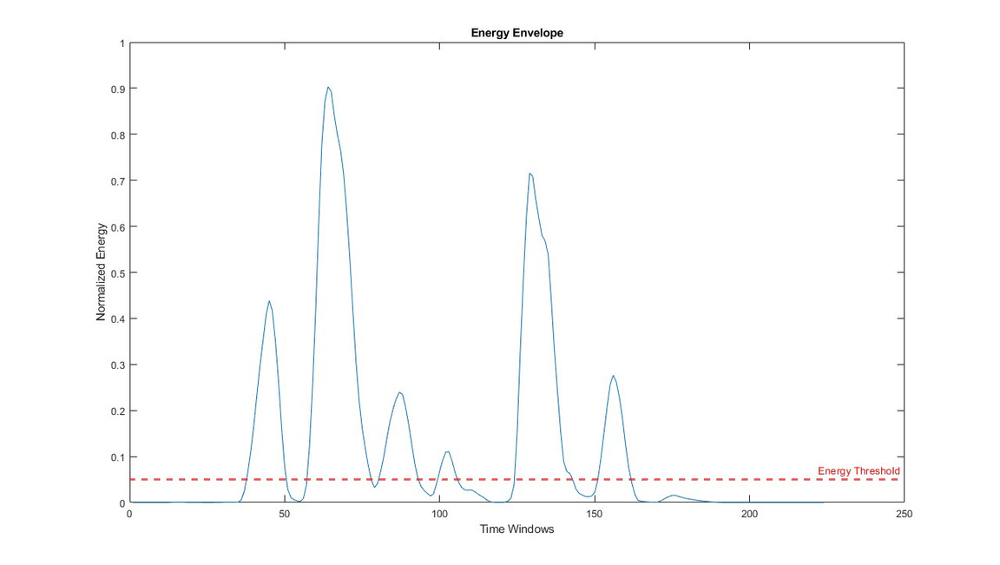 Energy Envelope
1
0.9
0.8
0.7
0.6
0.5
0.4
0.3
0.2
0.1
0
Normalized Energy
Energy Threshold
0 50 100 150 200 250
Time Windows